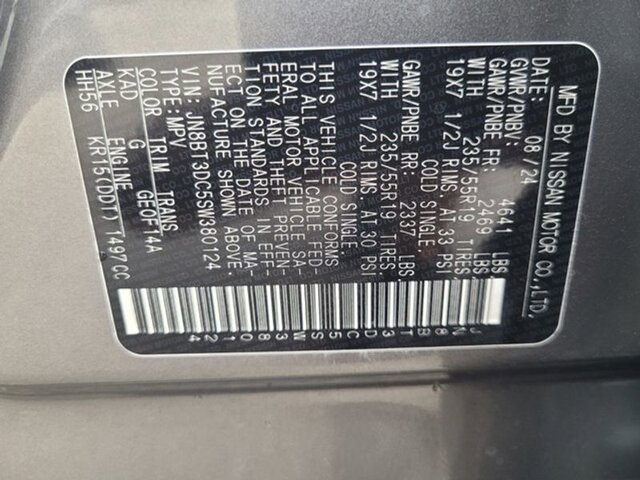 MFD BY NISSAN MOTOR CO.,LTD.
DATE: 08/24
GVWR/PNBV: 4641 LBS
GAWR/PNBE FR: 2469 LBS
WITH 235/55R19 TIRES
19X7 1/2J RIMS, AT 33 PSI
COLD SINGLE.
GAWR/PNBE RR: 2337 LBS
WITH 235/55R19 TIRES
19X7 1/2J RIMS, AT 30 PSI
COLD SINGLE.
THIS VEHICLE CONFORMS
TO ALL APPLICABLE FED-
ERAL MOTOR VEHICLE SA-
FETY AND THEFT PREVEN-
TION STANDARDS IN EFF-
ECT ON THE DATE OF MA-
NUFACTURE SHOWN ABOVE.
VIN: JN8BT3DC5SW380124
TYPE: MPV
COLOR TRIM TRANS
KAD G GE0F14A
AXLE ENGINE
HH56 KR15(DDT) 1497CC
JN8BT3DC5SW380124